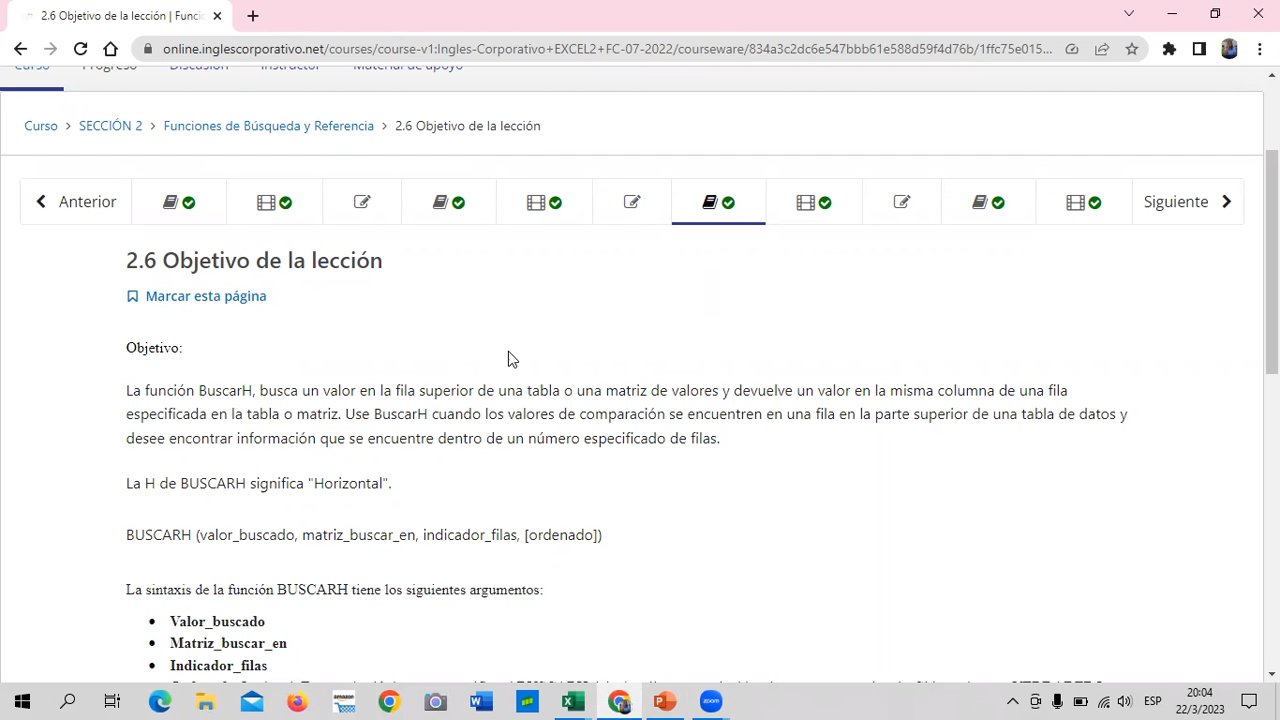 2.6 Objetivo de la lección | Funci
online.inglescorporativo.net/courses/course-v1:Ingles-Corporativo+EXCEL2+FC-07-2022/courseware/834a3c2dc6e547bbb61e588d59f4d76b/1ffc75e015...
Curso Progreso Discusión Instructor Material de apoyo
Curso > SECCIÓN 2 > Funciones de Búsqueda y Referencia > 2.6 Objetivo de la lección
Anterior Siguiente
2.6 Objetivo de la lección
Marcar esta página
Objetivo:
La función BuscarH, busca un valor en la fila superior de una tabla o una matriz de valores y devuelve un valor en la misma columna de una fila
especificada en la tabla o matriz. Use BuscarH cuando los valores de comparación se encuentren en una fila en la parte superior de una tabla de datos y
desee encontrar información que se encuentre dentro de un número especificado de filas.
La H de BUSCARH significa "Horizontal".
BUSCARH (valor_buscado, matriz_buscar_en, indicador_filas, [ordenado])
La sintaxis de la función BUSCARH tiene los siguientes argumentos:
• Valor_buscado
• Matriz_buscar_en
• Indicador_filas
amazon zoom ESP 20:04
22/3/2023